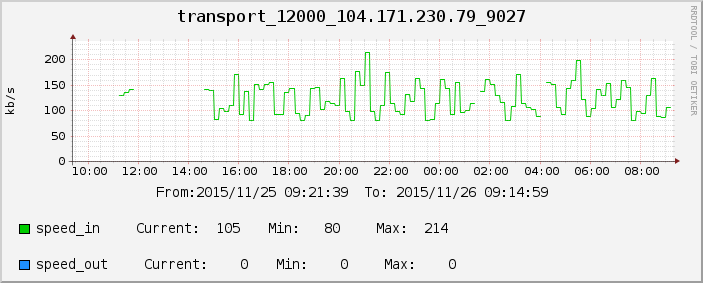 transport_12000_104.171.230.79_9027
RRDTOOL / TOBI OETIKER
kb/s
200
150
100
50
0
10:00 12:00 14:00 16:00 18:00 20:00 22:00 00:00 02:00 04:00 06:00 08:00
From:2015/11/25 09:21:39 To: 2015/11/26 09:14:59
speed_in Current: 105 Min: 80 Max: 214
speed_out Current: 0 Min: 0 Max: 0